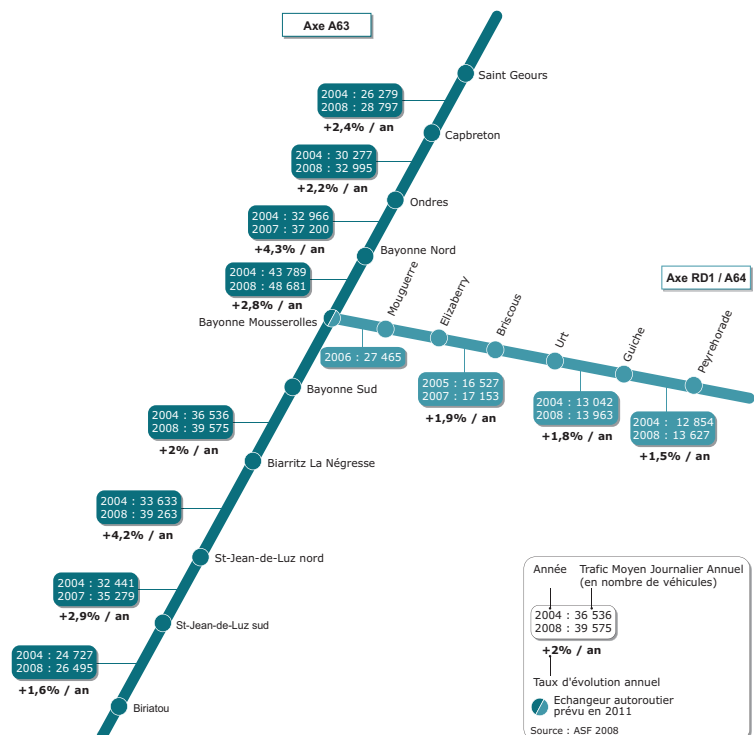 Axe A63
Saint Geours
2004 : 26 279
2008 : 28 797
+2,4% / an
Capbreton
2004 : 30 277
2008 : 32 995
+2,2% / an
Ondres
2004 : 32 966
2007 : 37 200
+4,3% / an
Bayonne Nord
2004 : 43 789
2008 : 48 681
+2,8% / an
Bayonne Mousserolles
Axe RD1 / A64
Mouguerre
Elizaberry
Briscous
Urt
Guiche
Peyrehorade
2006 : 27 465
2005 : 16 527
2007 : 17 153
+1,9% / an
2004 : 13 042
2008 : 13 963
+1,8% / an
2004 : 12 854
2008 : 13 627
+1,5% / an
Bayonne Sud
2004 : 36 536
2008 : 39 575
+2% / an
Biarritz La Négresse
2004 : 33 633
2008 : 39 263
+4,2% / an
St-Jean-de-Luz nord
2004 : 32 441
2007 : 35 279
+2,9% / an
St-Jean-de-Luz sud
2004 : 24 727
2008 : 26 495
+1,6% / an
Biriatou
Année
Trafic Moyen Journalier Annuel
(en nombre de véhicules)
2004 : 36 536
2008 : 39 575
+2% / an
Taux d'évolution annuel
Echangeur autoroutier
prévu en 2011
Source : ASF 2008